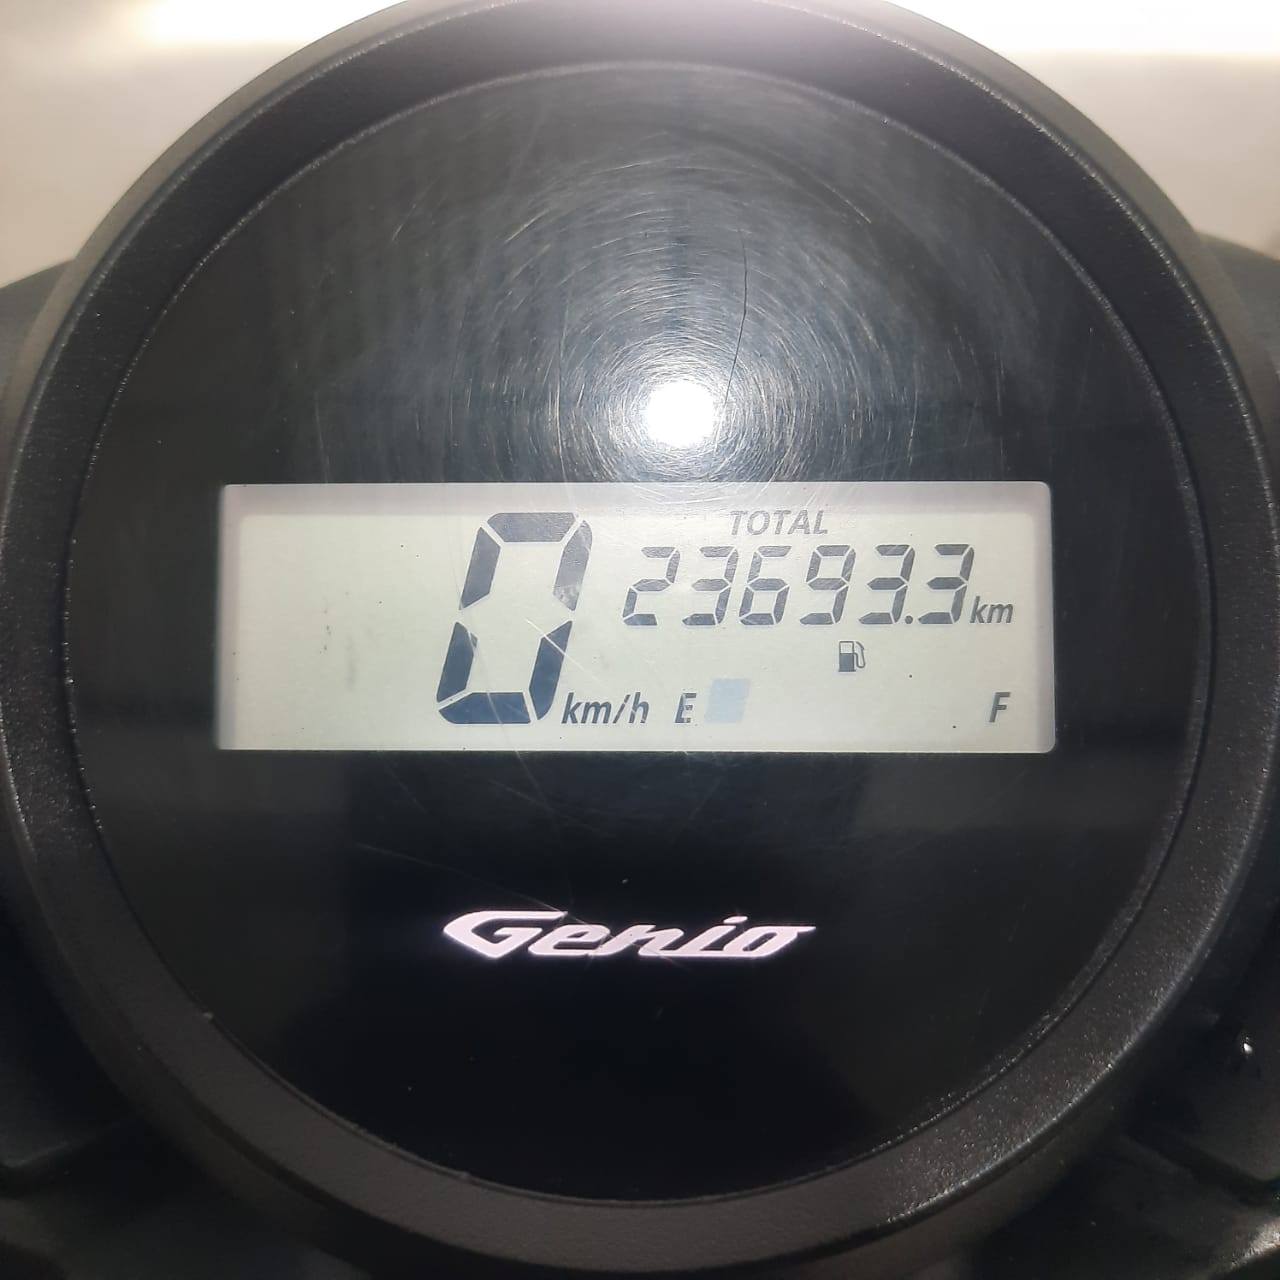 TOTAL
0 km/h 23693.3 km
E F
Genio